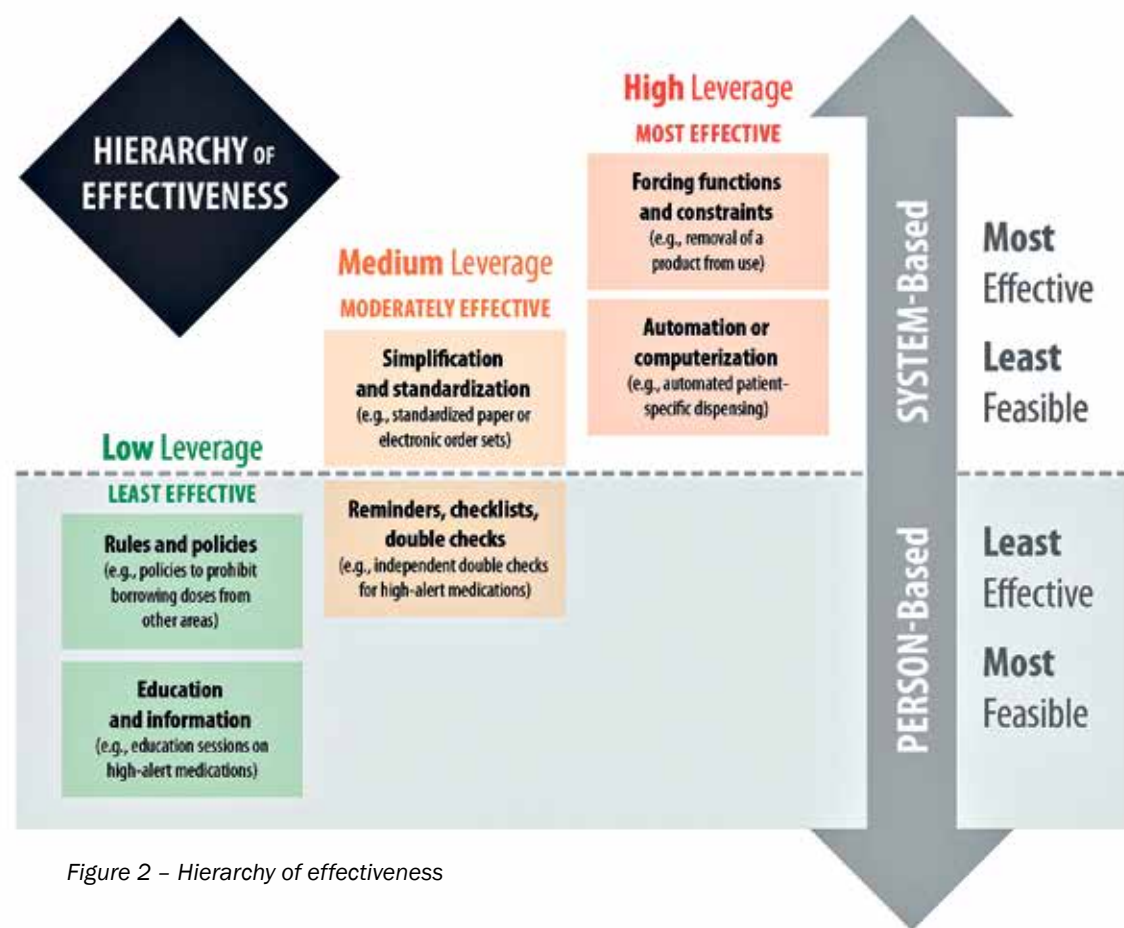 HIERARCHY OF
EFFECTIVENESS
High Leverage
MOST EFFECTIVE
Forcing functions
and constraints
(e.g., removal of a
product from use)
Automation or
computerization
(e.g., automated patient-
specific dispensing)
Medium Leverage
MODERATELY EFFECTIVE
Simplification
and standardization
(e.g., standardized paper or
electronic order sets)
Reminders, checklists,
double checks
(e.g., independent double checks
for high-alert medications)
Low Leverage
LEAST EFFECTIVE
Rules and policies
(e.g., policies to prohibit
borrowing doses from
other areas)
Education
and information
(e.g., education sessions on
high-alert medications)
SYSTEM-Based
PERSON-Based
Most
Effective
Least
Feasible
Least
Effective
Most
Feasible
Figure 2 – Hierarchy of effectiveness